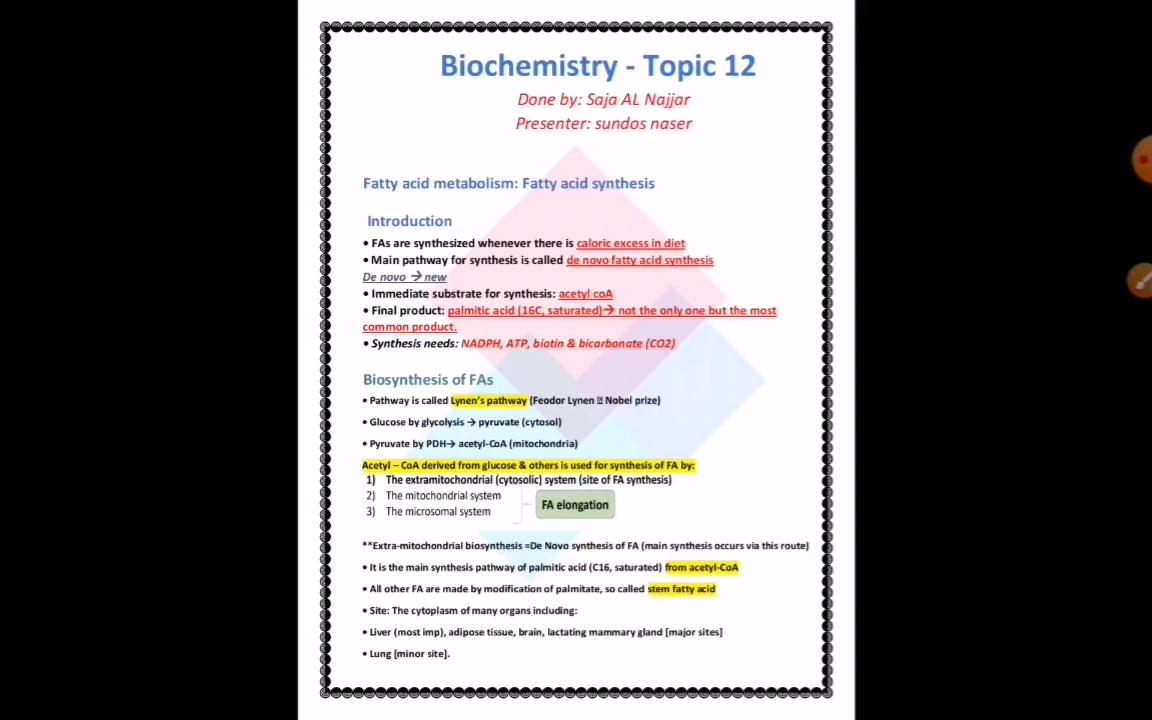 Biochemistry - Topic 12
Done by: Saja AL Najjar
Presenter: sundos naser
Fatty acid metabolism: Fatty acid synthesis
Introduction
• FAs are synthesized whenever there is caloric excess in diet
• Main pathway for synthesis is called de novo fatty acid synthesis
De novo → new
• Immediate substrate for synthesis: acetyl coA
• Final product: palmitic acid (16C, saturated)→ not the only one but the most
common product.
• Synthesis needs: NADPH, ATP, biotin & bicarbonate (CO2)
Biosynthesis of FAs
• Pathway is called Lynen's pathway (Feodor Lynen ⍰ Nobel prize)
• Glucose by glycolysis → pyruvate (cytosol)
• Pyruvate by PDH→ acetyl-CoA (mitochondria)
Acetyl – CoA derived from glucose & others is used for synthesis of FA by:
1) The extramitochondrial (cytosolic) system (site of FA synthesis)
2) The mitochondrial system
3) The microsomal system
FA elongation
**Extra-mitochondrial biosynthesis =De Novo synthesis of FA (main synthesis occurs via this route)
• It is the main synthesis pathway of palmitic acid (C16, saturated) from acetyl-CoA
• All other FA are made by modification of palmitate, so called stem fatty acid
• Site: The cytoplasm of many organs including:
• Liver (most imp), adipose tissue, brain, lactating mammary gland [major sites]
• Lung [minor site].